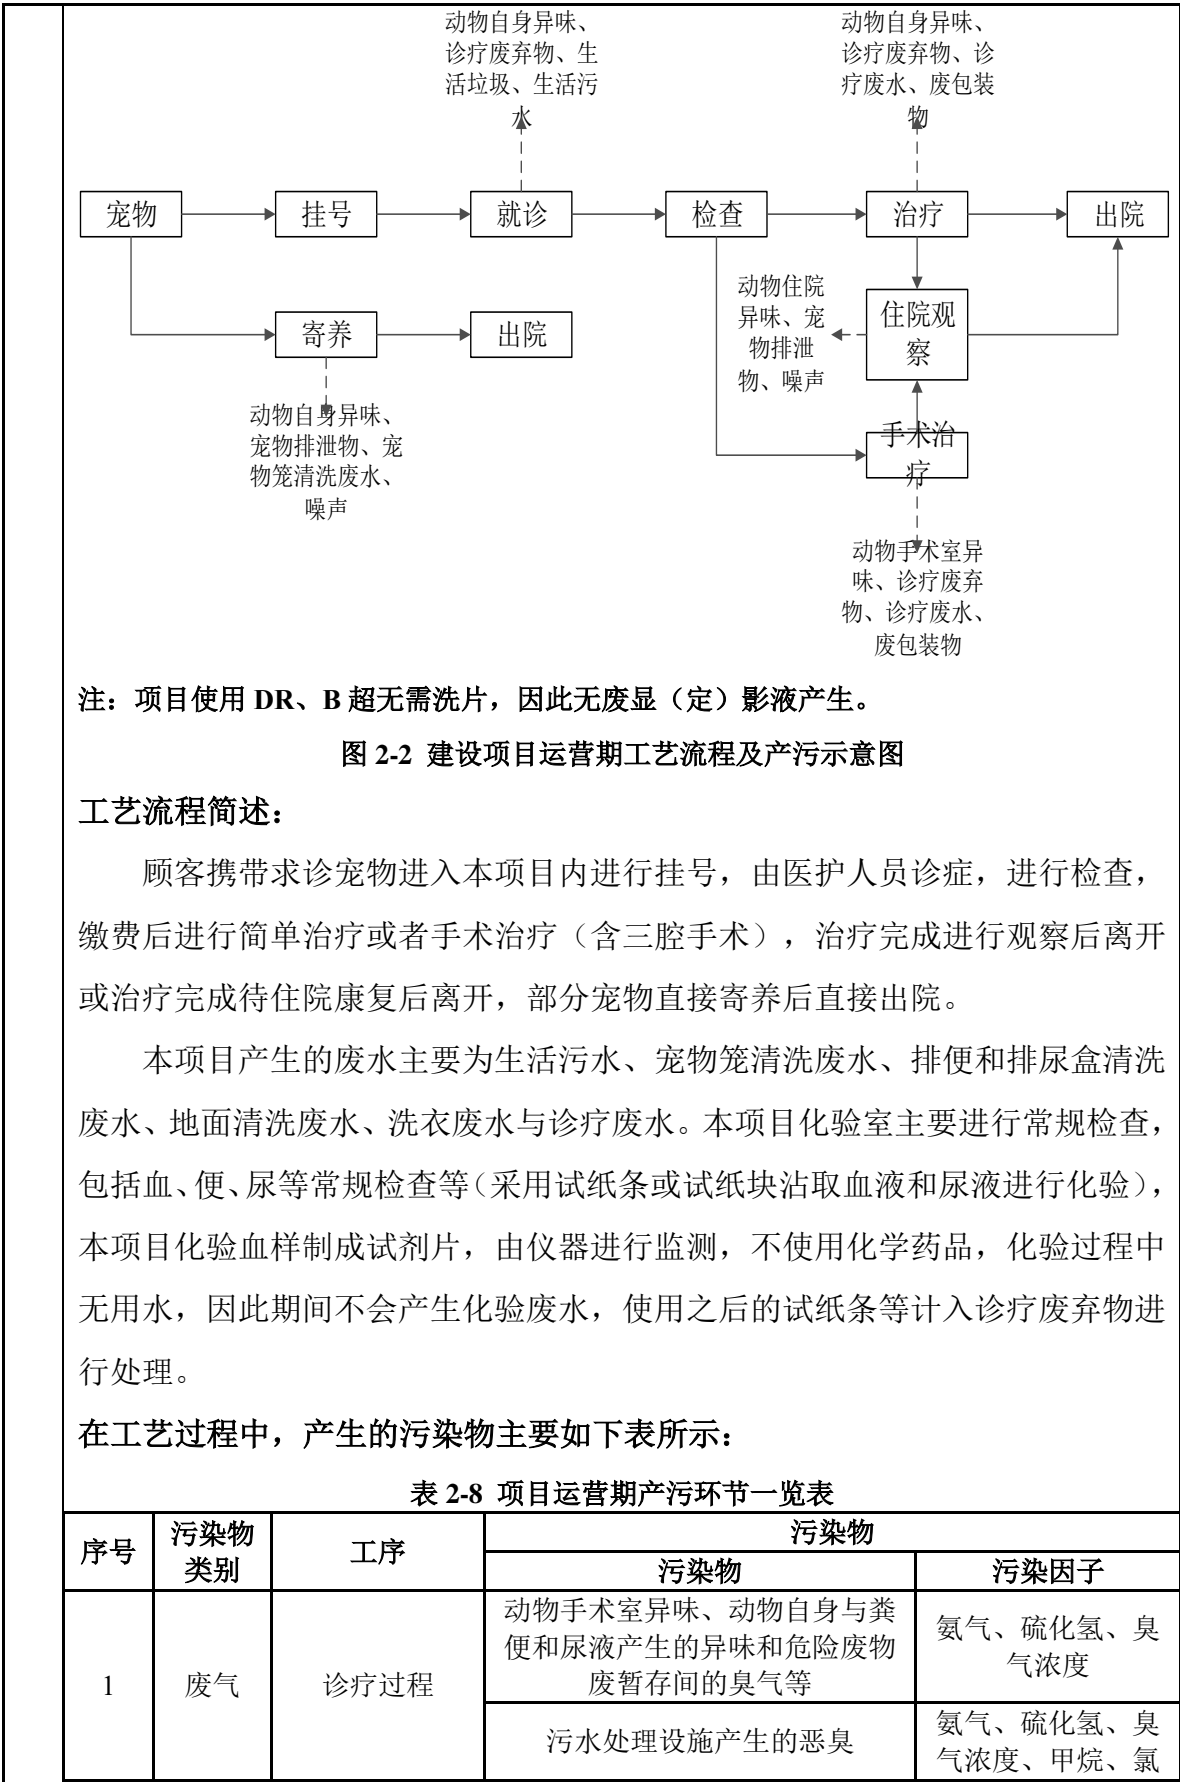 动物自身异味、
诊疗废弃物、生
活垃圾、生活污
水
动物自身异味、
诊疗废弃物、诊
疗废水、废包装
物
宠物
挂号
就诊
检查
治疗
出院
寄养
出院
动物住院
异味、宠
物排泄
物、噪声
住院观
察
动物自身异味、
宠物排泄物、宠
物笼清洗废水、
噪声
手术治
疗
动物手术室异
味、诊疗废弃
物、诊疗废水、
废包装物
注：项目使用 DR、B 超无需洗片，因此无废显（定）影液产生。
图 2-2 建设项目运营期工艺流程及产污示意图
工艺流程简述：
顾客携带求诊宠物进入本项目内进行挂号，由医护人员诊症，进行检查，
缴费后进行简单治疗或者手术治疗（含三腔手术），治疗完成进行观察后离开
或治疗完成待住院康复后离开，部分宠物直接寄养后直接出院。
本项目产生的废水主要为生活污水、宠物笼清洗废水、排便和排尿盒清洗
废水、地面清洗废水、洗衣废水与诊疗废水。本项目化验室主要进行常规检查，
包括血、便、尿等常规检查等（采用试纸条或试纸块沾取血液和尿液进行化验），
本项目化验血样制成试剂片，由仪器进行监测，不使用化学药品，化验过程中
无用水，因此期间不会产生化验废水，使用之后的试纸条等计入诊疗废弃物进
行处理。
在工艺过程中，产生的污染物主要如下表所示：
表 2-8 项目运营期产污环节一览表
序号
污染物
类别
工序
污染物
污染物
污染因子
1
废气
诊疗过程
动物手术室异味、动物自身与粪
便和尿液产生的异味和危险废物
废暂存间的臭气等
氨气、硫化氢、臭
气浓度
污水处理设施产生的恶臭
氨气、硫化氢、臭
气浓度、甲烷、氯